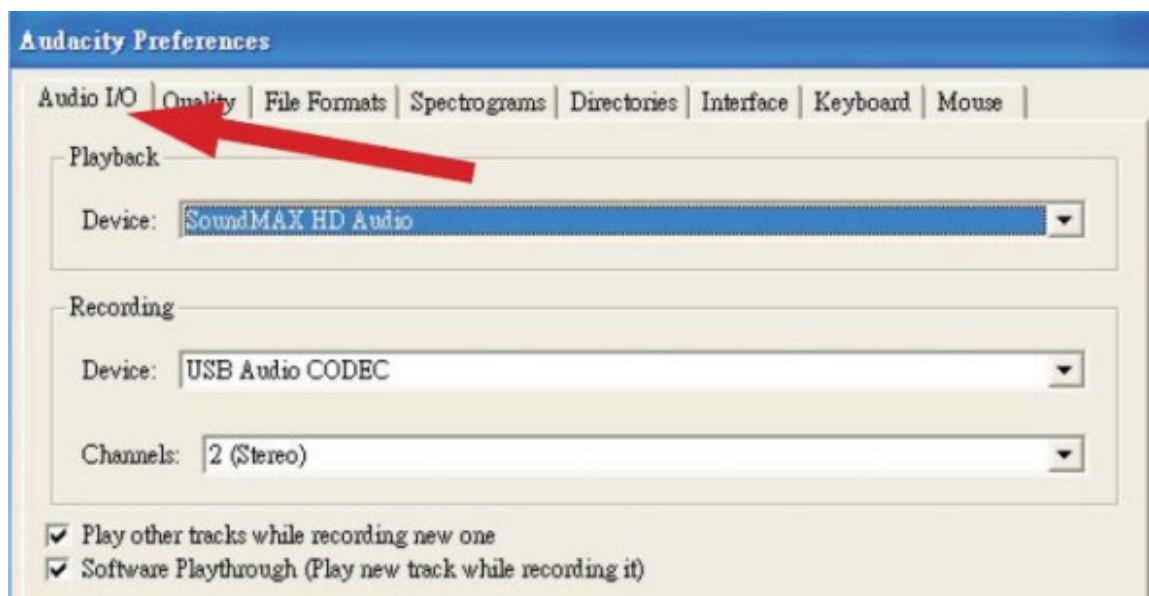 Audacity Preferences
Audio I/O Quality File Formats Spectrograms Directories Interface Keyboard Mouse
Playback
Device: SoundMAX HD Audio
Recording
Device: USB Audio CODEC
Channels: 2 (Stereo)
Play other tracks while recording new one
Software Playthrough (Play new track while recording it)